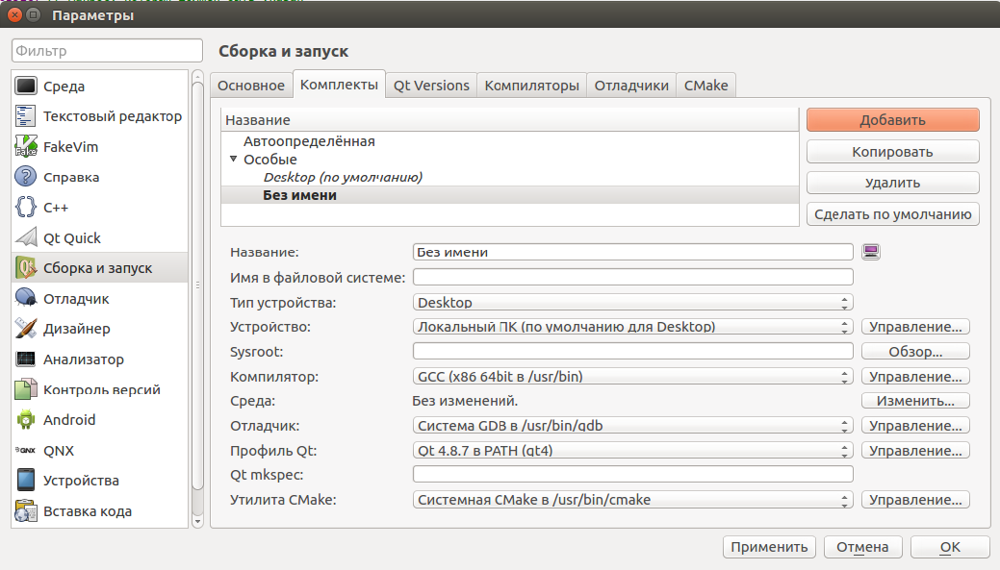 Параметры
Фильтр
Среда
Текстовый редактор
FakeVim
Справка
C++
Qt Quick
Сборка и запуск
Отладчик
Дизайнер
Анализатор
Контроль версий
Android
QNX
Устройства
Вставка кода
Сборка и запуск
Основное Комплекты Qt Versions Компиляторы Отладчики CMake
Название
Автоопределённая
Особые
Desktop (по умолчанию)
Без имени
Добавить
Копировать
Удалить
Сделать по умолчанию
Название: Без имени
Имя в файловой системе:
Тип устройства: Desktop
Устройство: Локальный ПК (по умолчанию для Desktop) Управление...
Sysroot: Обзор...
Компилятор: GCC (x86 64bit в /usr/bin) Управление...
Среда: Без изменений. Изменить...
Отладчик: Система GDB в /usr/bin/gdb Управление...
Профиль Qt: Qt 4.8.7 в PATH (qt4) Управление...
Qt mkspec:
Утилита CMake: Системная CMake в /usr/bin/cmake Управление...
Применить Отмена OK